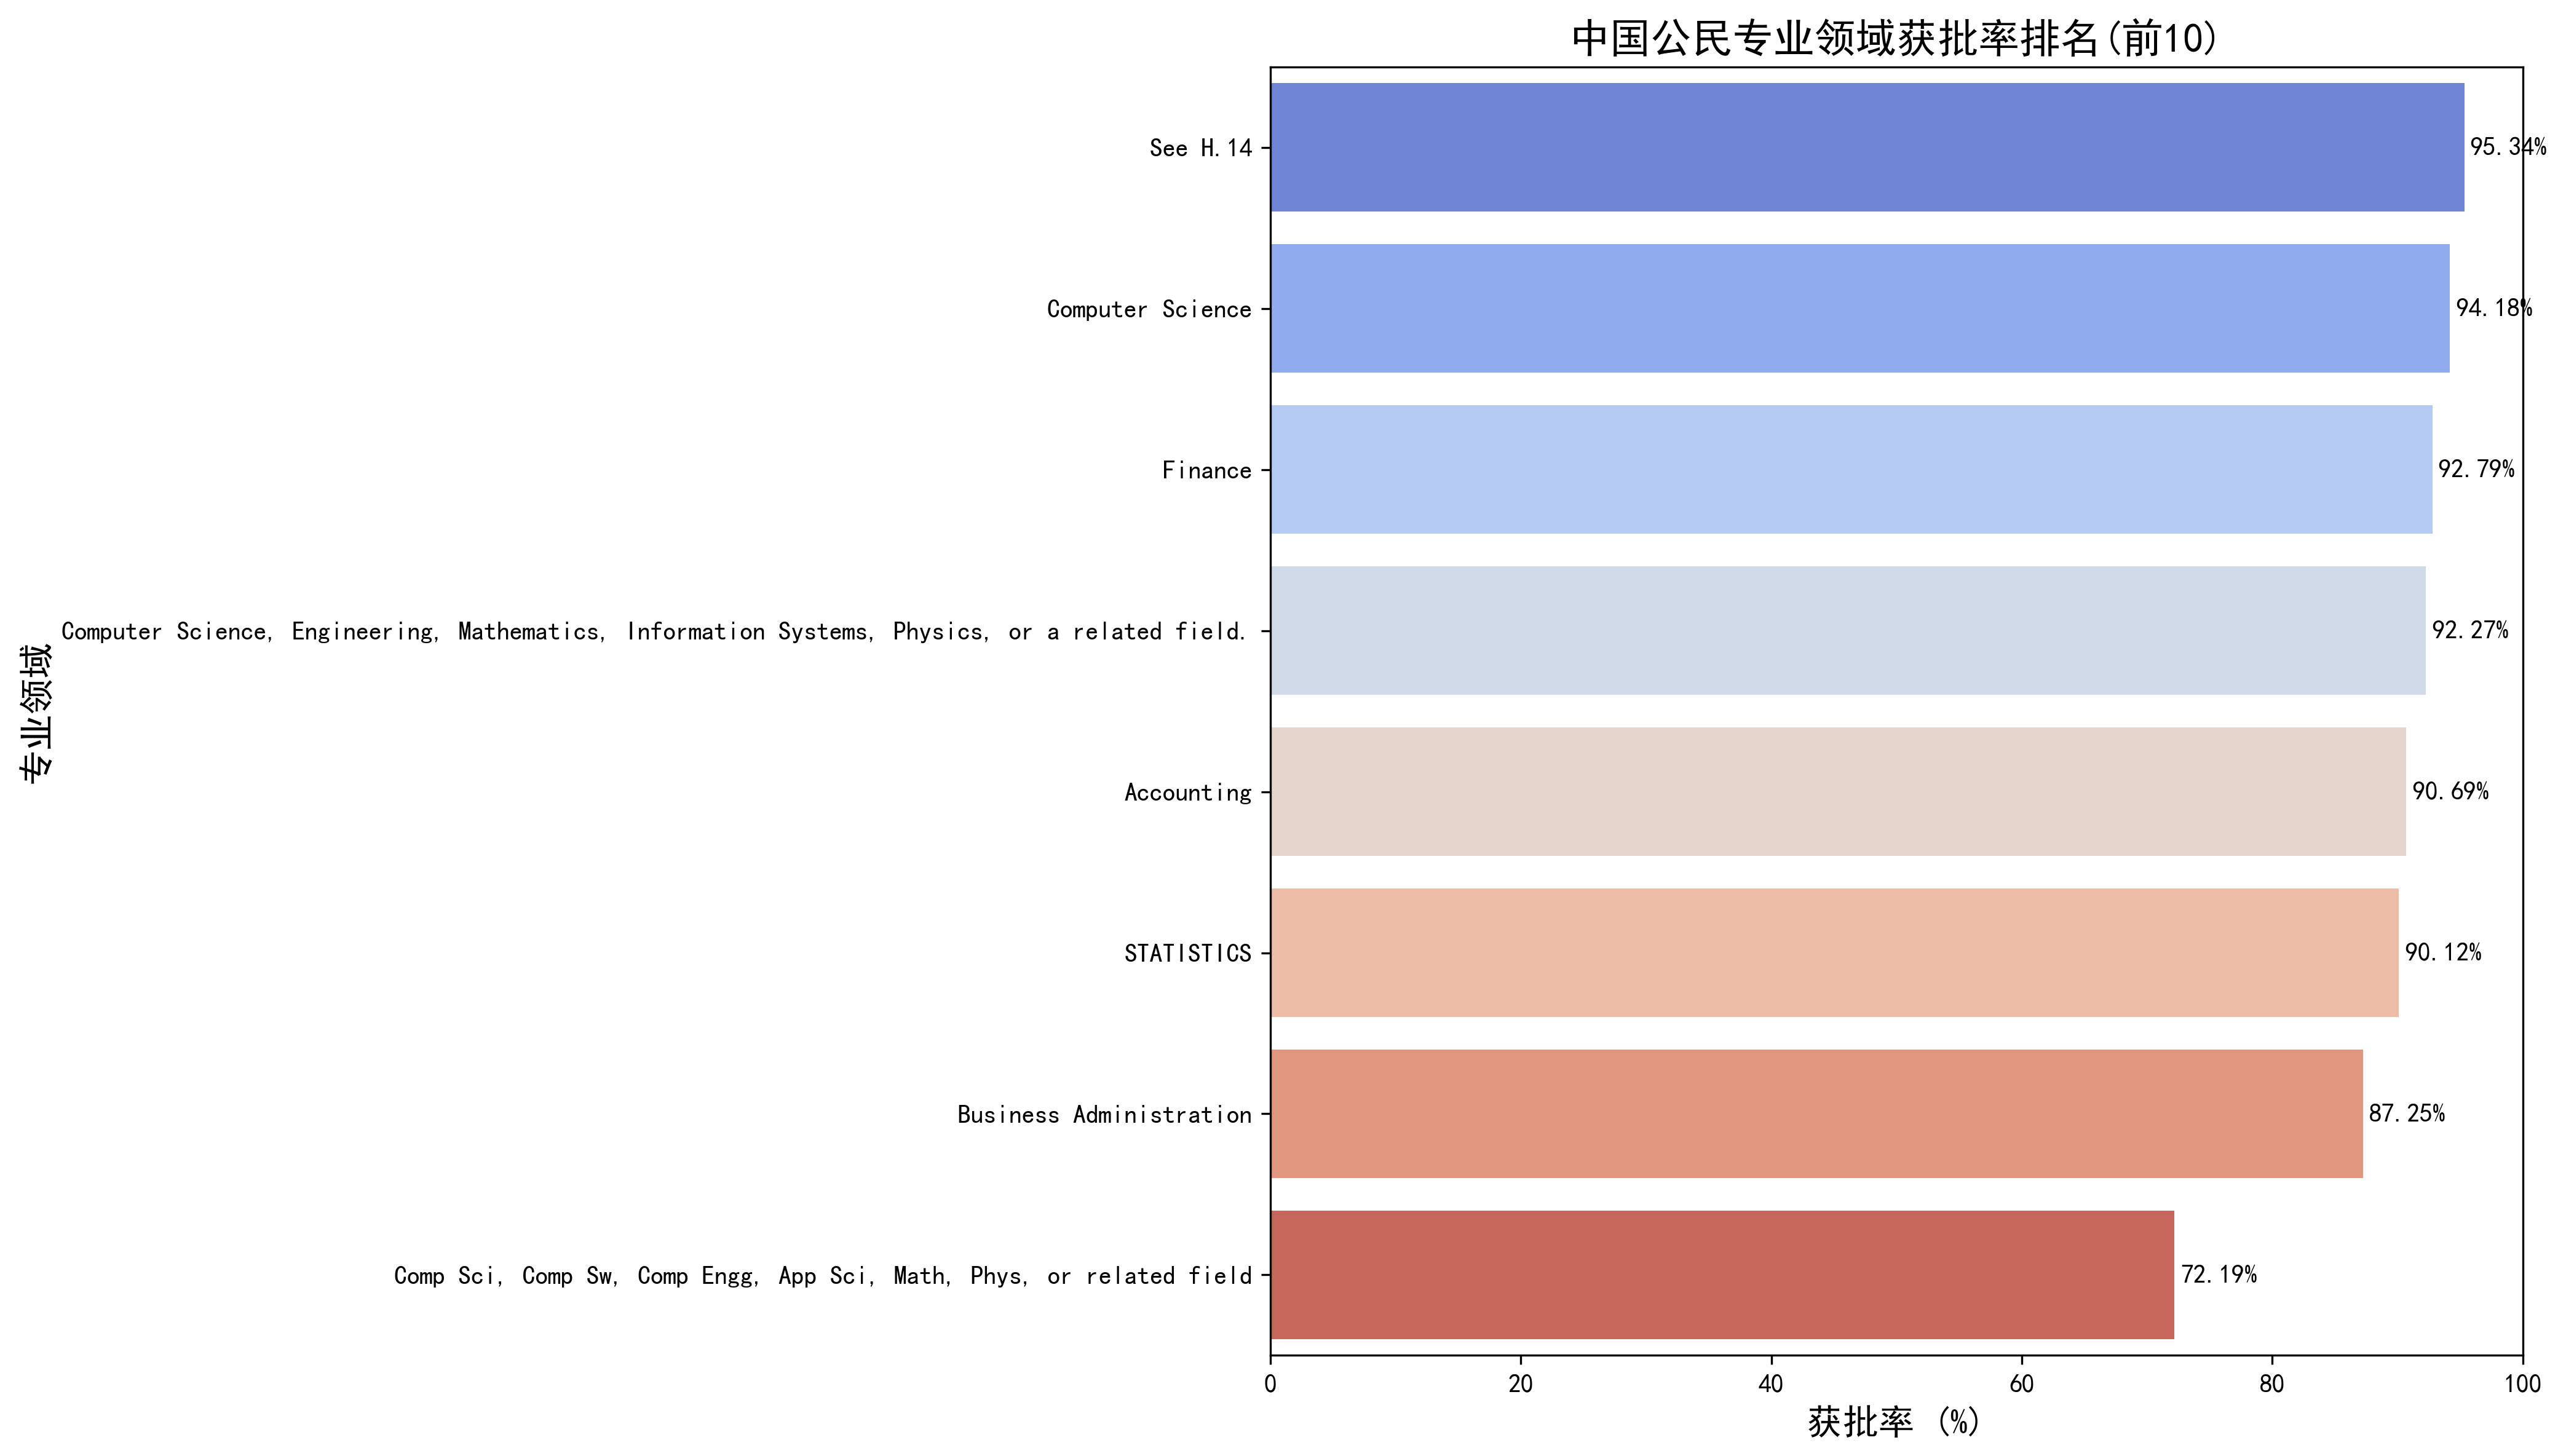 中国公民专业领域获批率排名(前10)
专业领域
See H.14
95.34%
Computer Science
94.18%
Finance
92.79%
Computer Science, Engineering, Mathematics, Information Systems, Physics, or a related field.
92.27%
Accounting
90.69%
STATISTICS
90.12%
Business Administration
87.25%
Comp Sci, Comp Sw, Comp Engg, App Sci, Math, Phys, or related field
72.19%
0 20 40 60 80 100
获批率 (%)